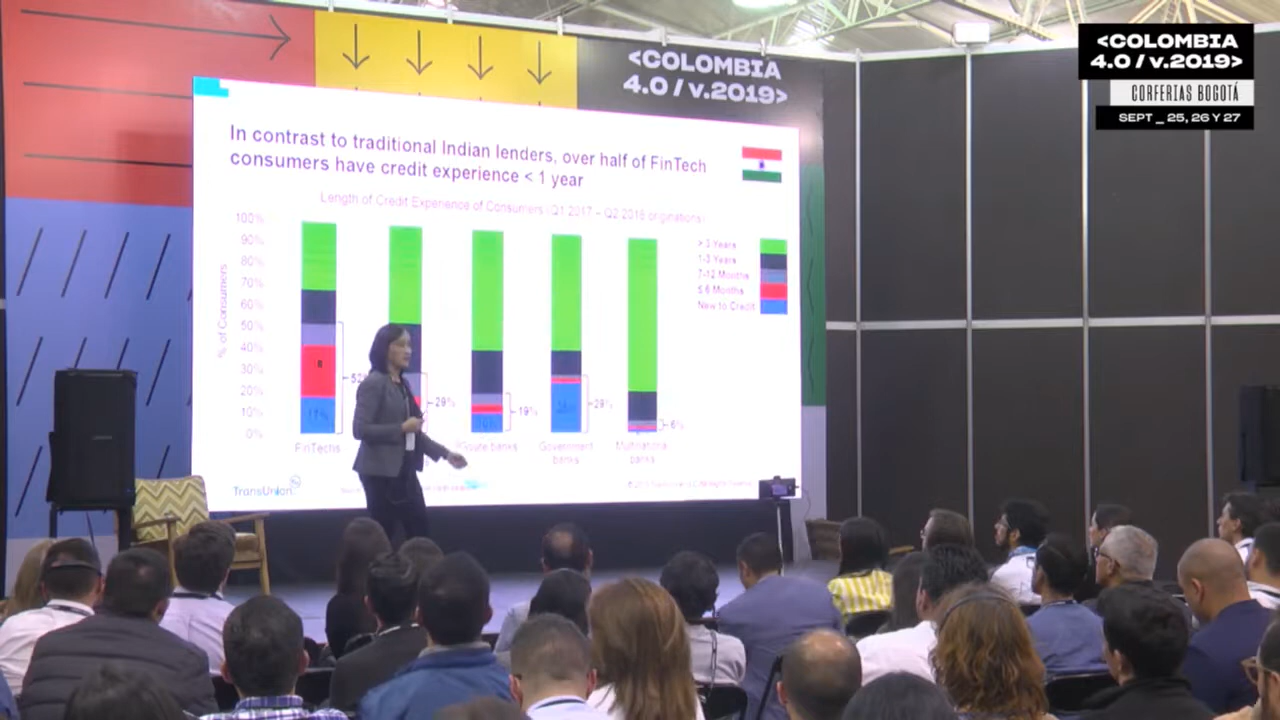 <COLOMBIA
4.0 / v.2019>
<COLOMBIA
4.0 / v.2019>
CORFERIAS BOGOTÁ
SEPT _ 25, 26 Y 27
In contrast to traditional Indian lenders, over half of FinTech
consumers have credit experience < 1 year
Length of Credit Experience of Consumers (Q1 2017 – Q2 2018 originations)
% of Consumers
100%
90%
80%
70%
60%
50%
40%
30%
20%
10%
0%
> 3 Years
1-3 Years
7-12 Months
≤ 6 Months
New to Credit
29%
19%
29%
6%
FinTechs
banks
Government
banks
Multinational
banks
TransUnion